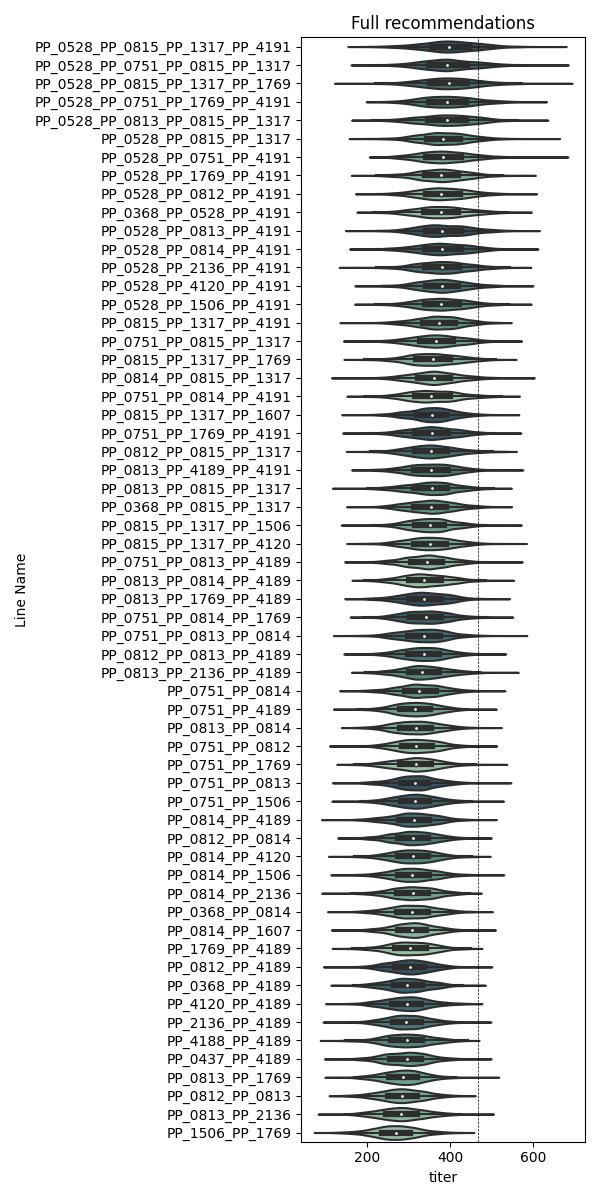 Full recommendations
PP_0528_PP_0815_PP_1317_PP_4191
PP_0528_PP_0751_PP_0815_PP_1317
PP_0528_PP_0815_PP_1317_PP_1769
PP_0528_PP_0751_PP_1769_PP_4191
PP_0528_PP_0813_PP_0815_PP_1317
PP_0528_PP_0815_PP_1317
PP_0528_PP_0751_PP_4191
PP_0528_PP_1769_PP_4191
PP_0528_PP_0812_PP_4191
PP_0368_PP_0528_PP_4191
PP_0528_PP_0813_PP_4191
PP_0528_PP_0814_PP_4191
PP_0528_PP_2136_PP_4191
PP_0528_PP_4120_PP_4191
PP_0528_PP_1506_PP_4191
PP_0815_PP_1317_PP_4191
PP_0751_PP_0815_PP_1317
PP_0815_PP_1317_PP_1769
PP_0814_PP_0815_PP_1317
PP_0751_PP_0814_PP_4191
PP_0815_PP_1317_PP_1607
PP_0751_PP_1769_PP_4191
PP_0812_PP_0815_PP_1317
PP_0813_PP_4189_PP_4191
PP_0813_PP_0815_PP_1317
PP_0368_PP_0815_PP_1317
PP_0815_PP_1317_PP_1506
PP_0815_PP_1317_PP_4120
PP_0751_PP_0813_PP_4189
PP_0813_PP_0814_PP_4189
PP_0813_PP_1769_PP_4189
PP_0751_PP_0814_PP_1769
PP_0751_PP_0813_PP_0814
PP_0812_PP_0813_PP_4189
PP_0813_PP_2136_PP_4189
PP_0751_PP_0814
PP_0751_PP_4189
PP_0813_PP_0814
PP_0751_PP_0812
PP_0751_PP_1769
PP_0751_PP_0813
PP_0751_PP_1506
PP_0814_PP_4189
PP_0812_PP_0814
PP_0814_PP_4120
PP_0814_PP_1506
PP_0814_PP_2136
PP_0368_PP_0814
PP_0814_PP_1607
PP_1769_PP_4189
PP_0812_PP_4189
PP_0368_PP_4189
PP_4120_PP_4189
PP_2136_PP_4189
PP_4188_PP_4189
PP_0437_PP_4189
PP_0813_PP_1769
PP_0812_PP_0813
PP_0813_PP_2136
PP_1506_PP_1769
Line Name
200 400 600
titer